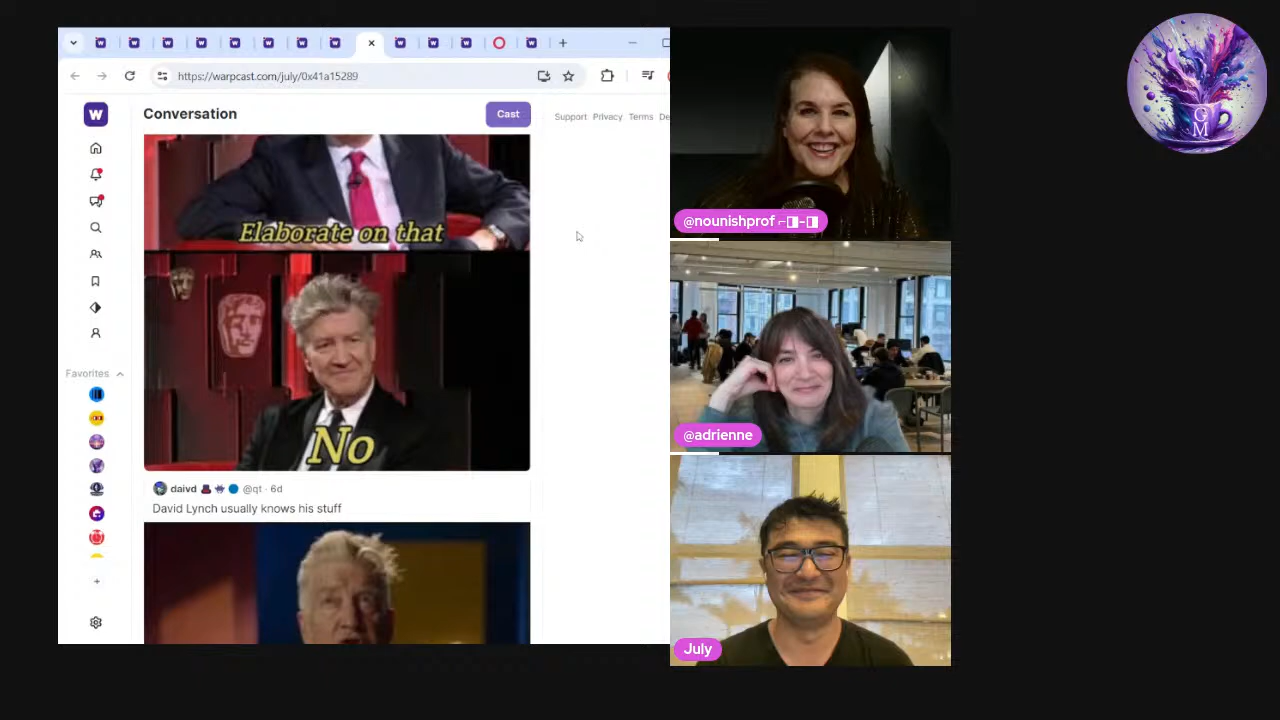 https://warpcast.com/july/0x41a15289
W
Conversation
Cast
Support Privacy Terms De
Elaborate on that
No
Favorites
daivd @qt · 6d
David Lynch usually knows his stuff
@nounishprof ⌐◨-◨
@adrienne
July
G
M